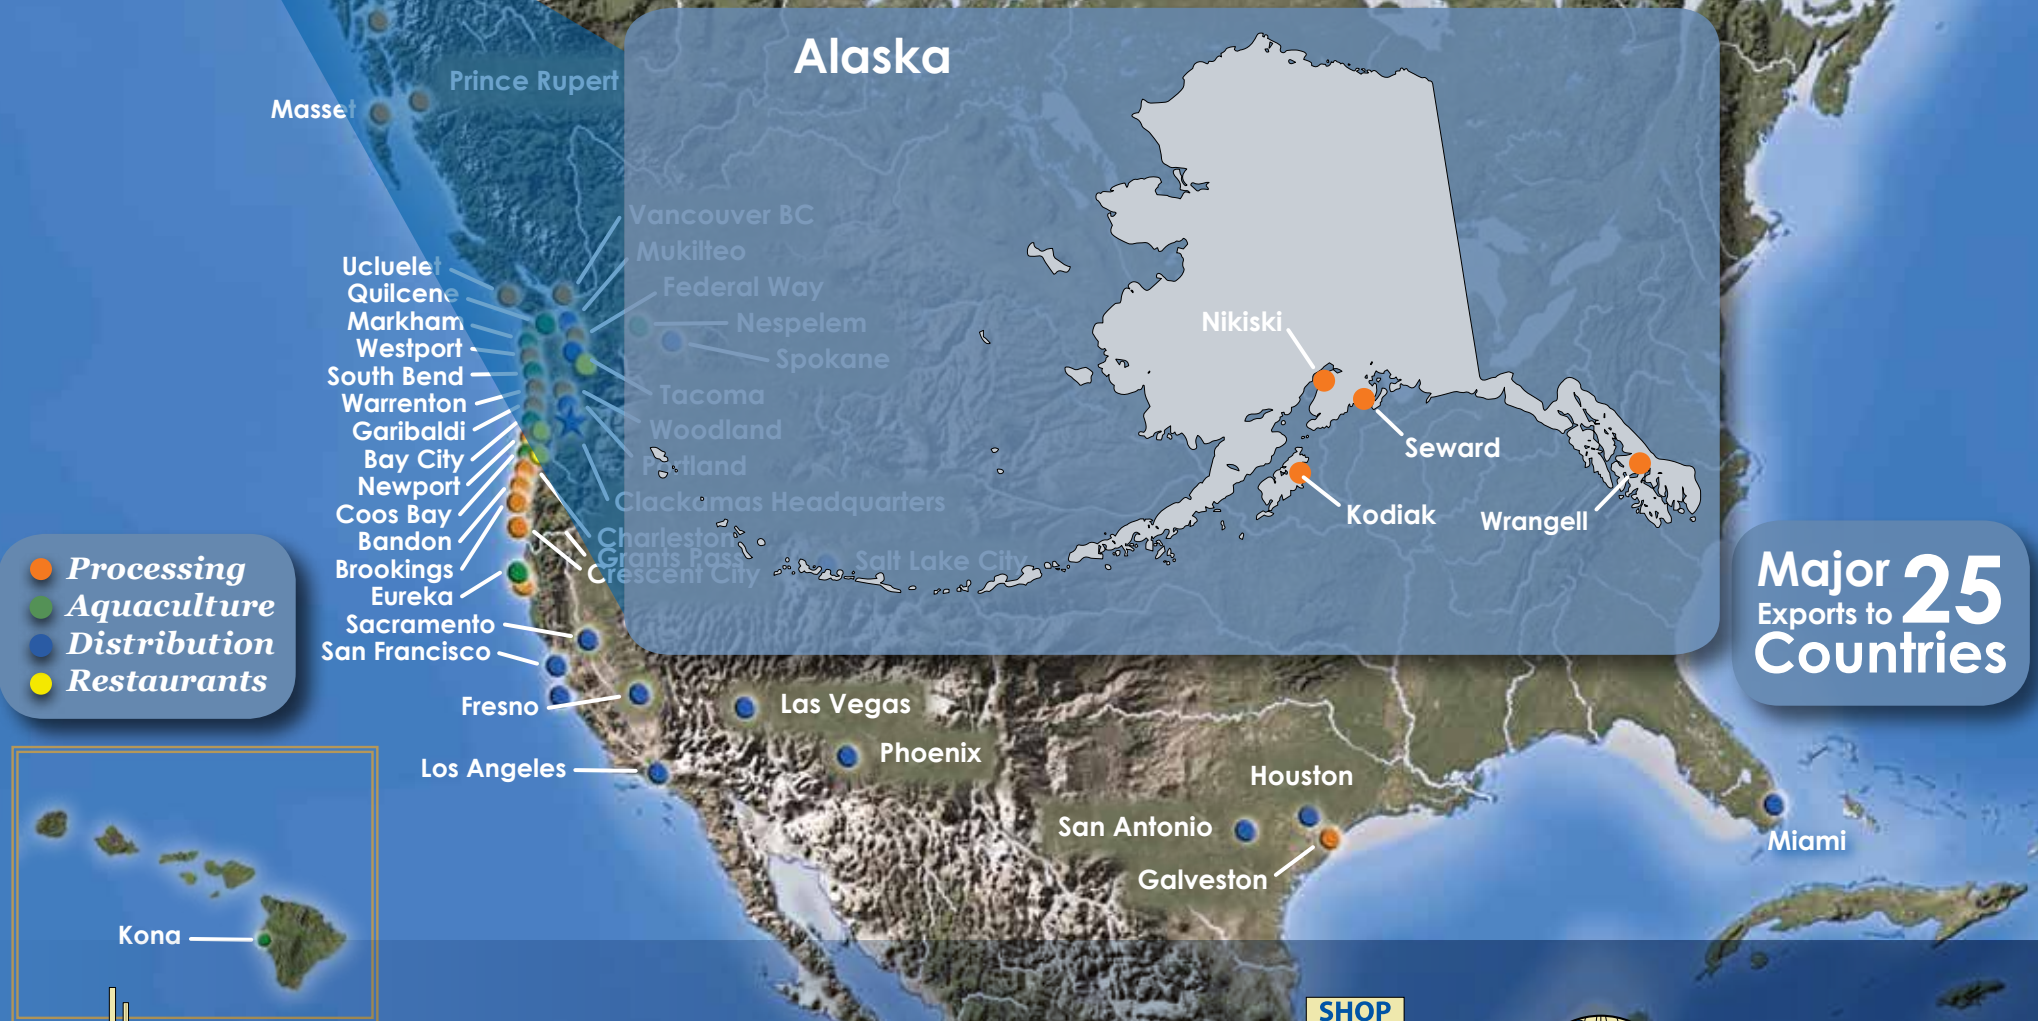 Alaska
Prince Rupert
Masset
Vancouver BC
Mukilteo
Federal Way
Nespelem
Spokane
Tacoma
Woodland
Portland
Clackamas Headquarters
Charleston
Grants Pass
Crescent City
Salt Lake City
Ucluelet
Quilcene
Markham
Westport
South Bend
Warrenton
Garibaldi
Bay City
Newport
Coos Bay
Bandon
Brookings
Eureka
Sacramento
San Francisco
Fresno
Los Angeles
Las Vegas
Phoenix
Houston
San Antonio
Galveston
Miami
Nikiski
Seward
Kodiak
Wrangell
Processing
Aquaculture
Distribution
Restaurants
Major 25
Exports to
Countries
Kona
SHOP